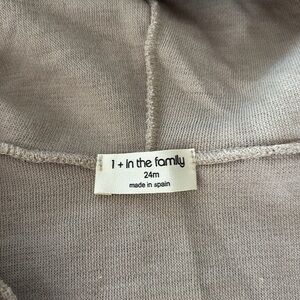 1 + in the family
24m
made in spain